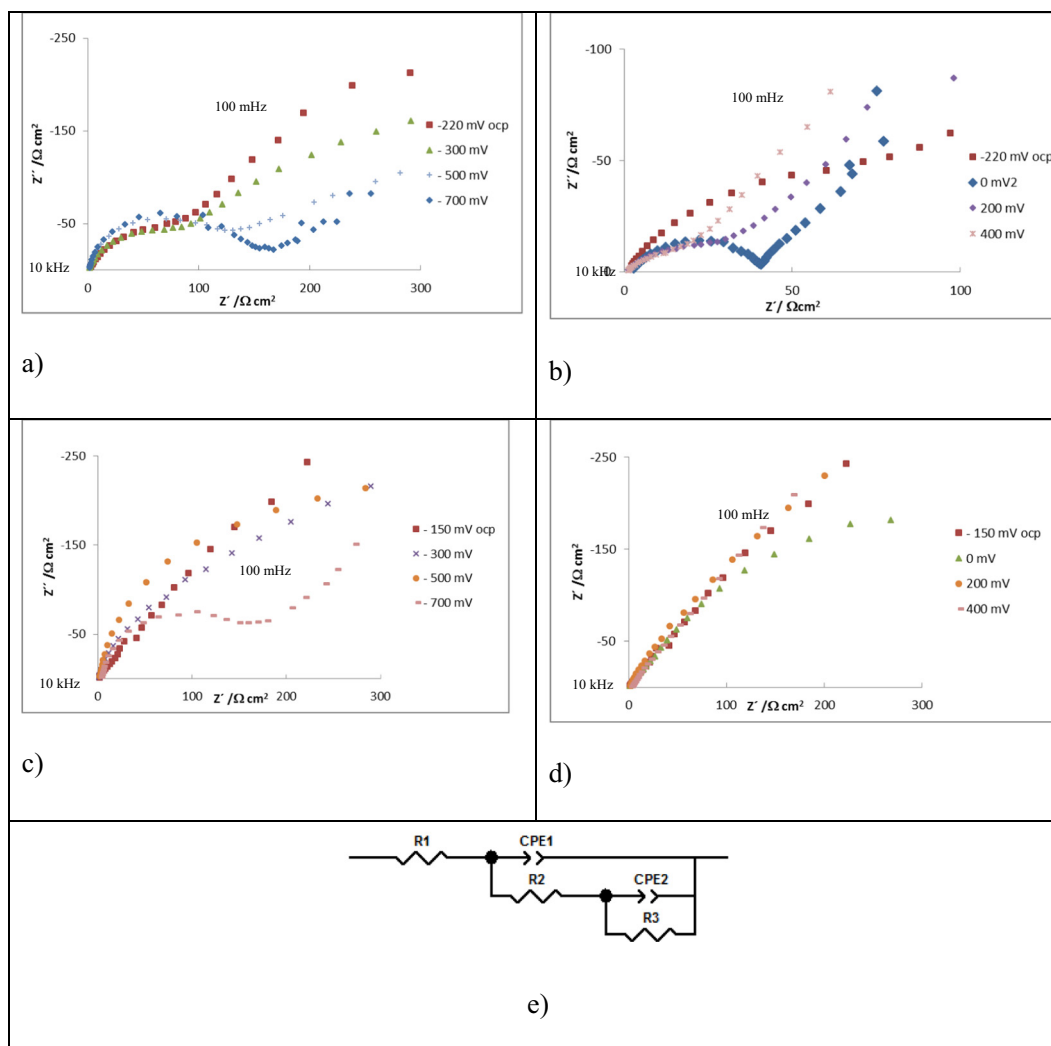 -250
-150
-50
100 mHz
10 kHz
0
100
200
300
Z´ /Ω cm²
Z´´ /Ω cm²
-220 mV ocp
- 300 mV
-500 mV
-700 mV
a)
-100
-50
0
100 mHz
10 kHz
0
50
100
Z´/ Ωcm²
Z´´ /Ω cm²
-220 mV ocp
0 mV2
200 mV
400 mV
b)
-250
-150
-50
100 mHz
10 kHz
0
100
200
300
Z´ /Ω cm²
Z´´ /Ω cm²
- 150 mV ocp
- 300 mV
- 500 mV
- 700 mV
c)
-250
-150
-50
100 mHz
10 kHz
0
100
200
300
Z´ /Ω cm²
Z´´ /Ω cm²
- 150 mV ocp
0 mV
200 mV
400 mV
d)
R1
CPE1
R2
CPE2
R3
e)